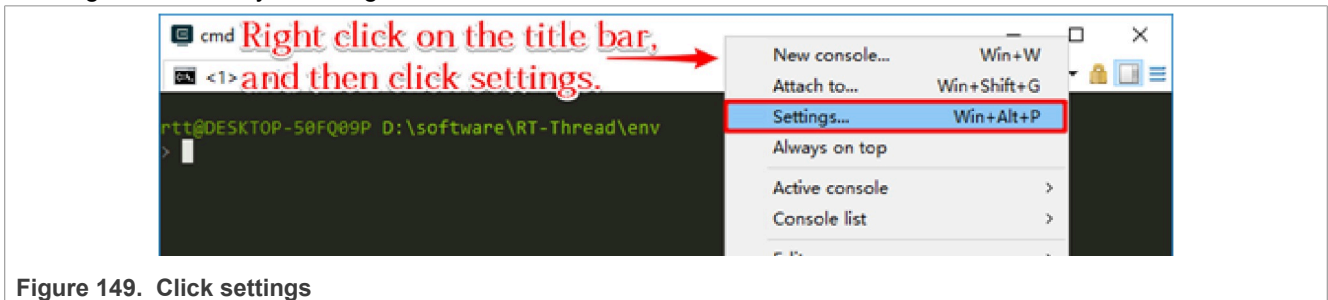 cmd
Right click on the title bar,
and then click settings.
<1>
rtt@DESKTOP-50FQ09P D:\software\RT-Thread\env
>
New console... Win+W
Attach to... Win+Shift+G
Settings... Win+Alt+P
Always on top
Active console >
Console list >
Figure 149. Click settings